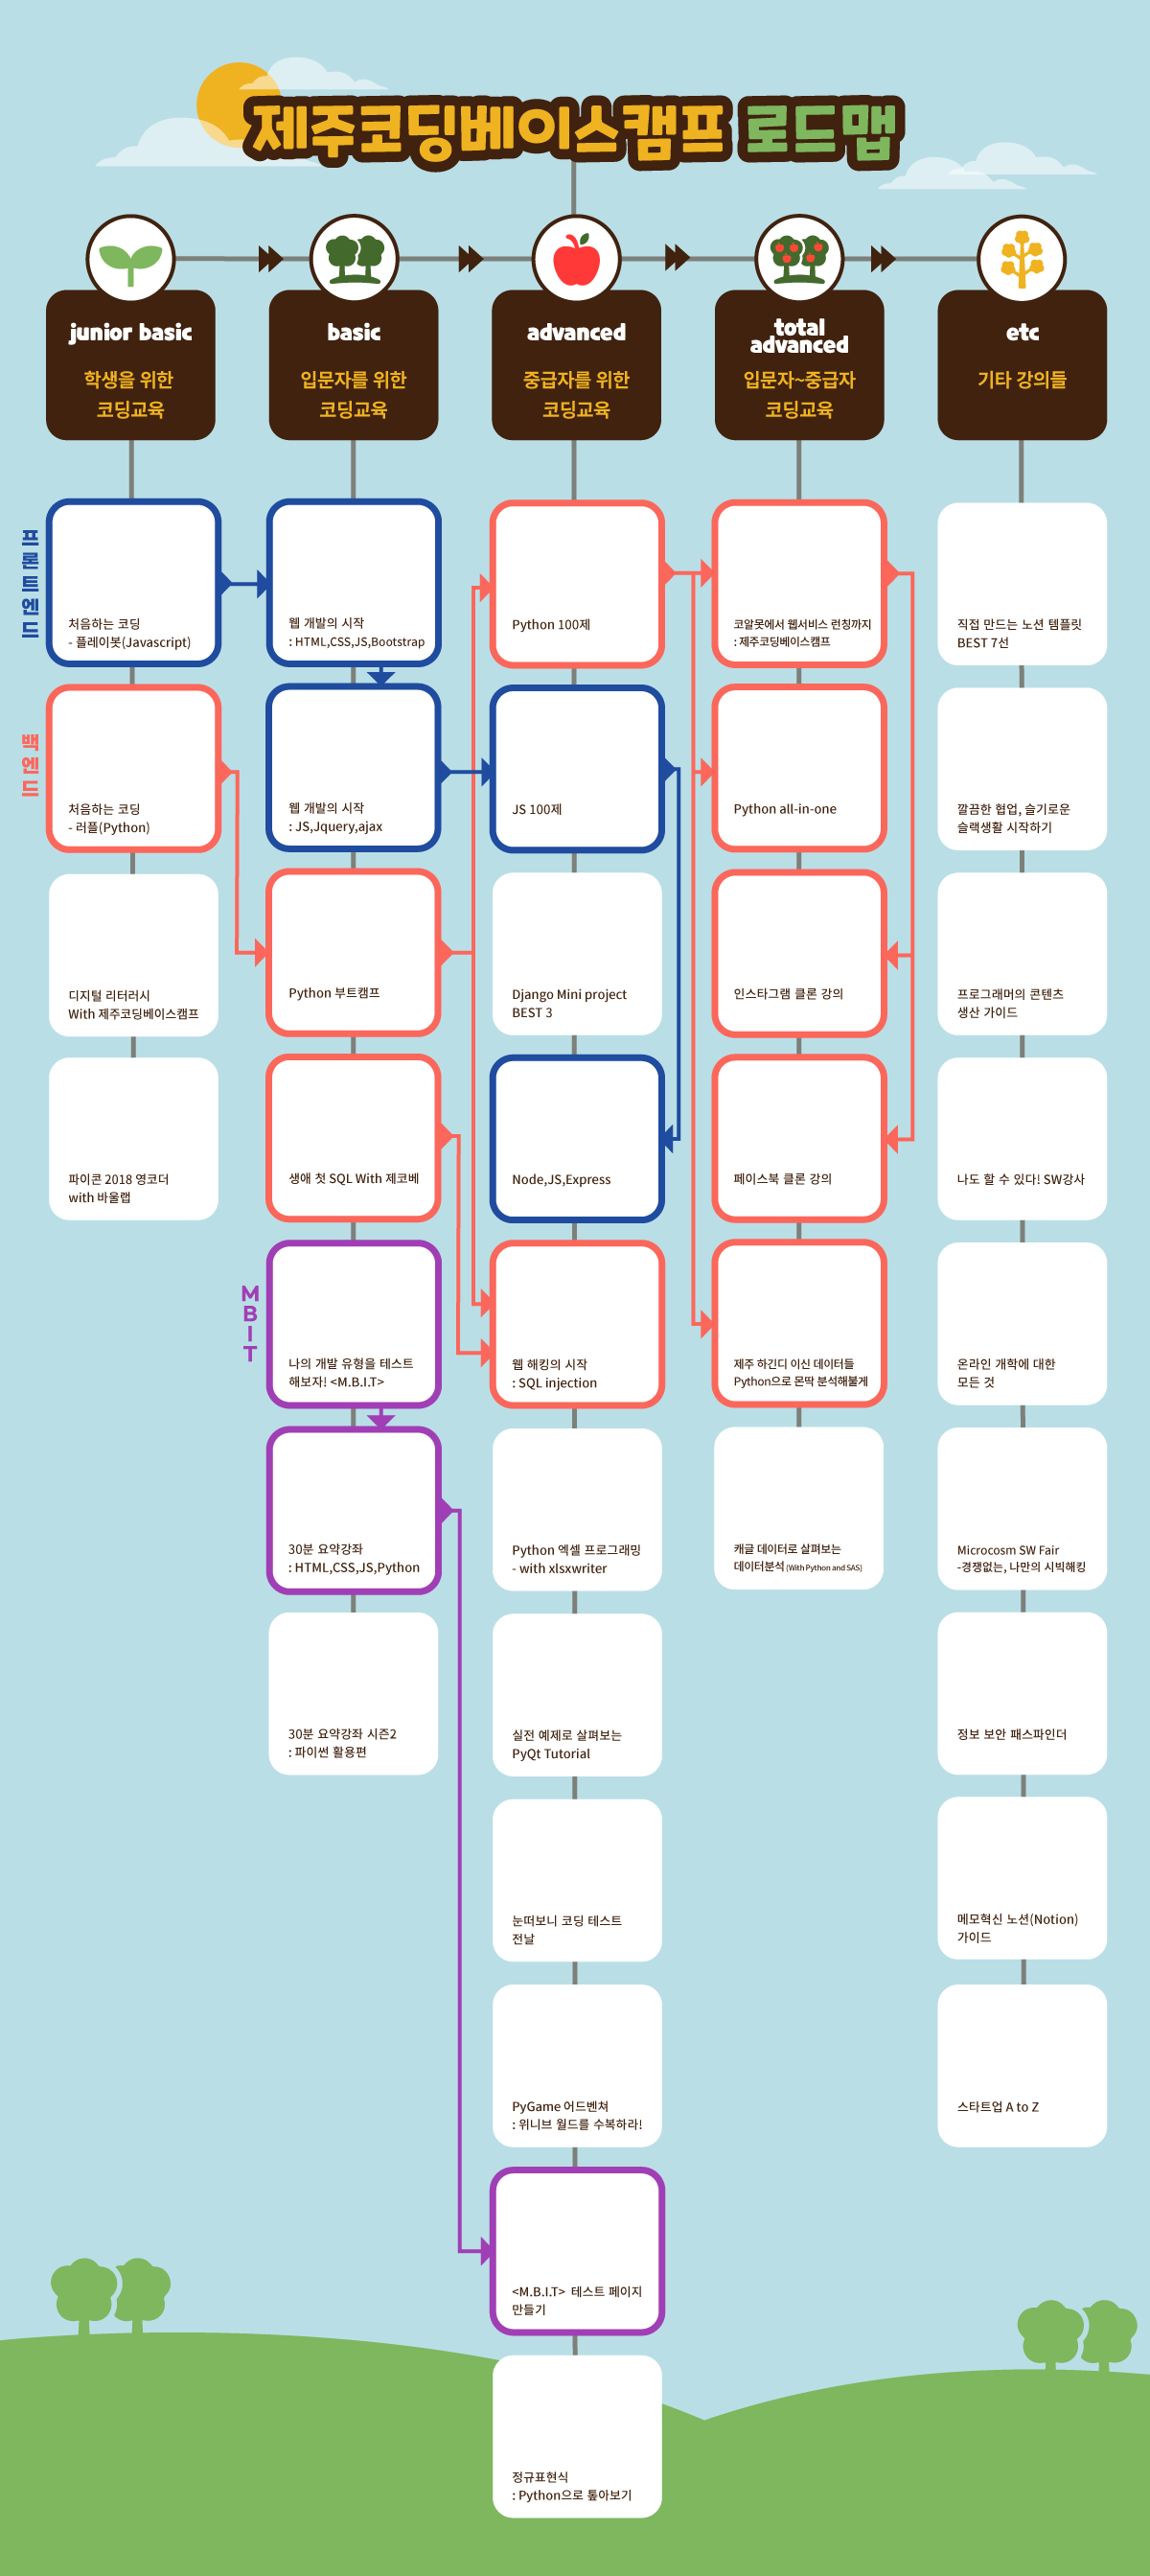 제주코딩베이스캠프 로드맵
junior basic
학생을 위한
코딩교육
basic
입문자를 위한
코딩교육
advanced
중급자를 위한
코딩교육
total
advanced
입문자~중급자
코딩교육
etc
기타 강의들
프론트엔드
처음하는 코딩
- 플레이봇(Javascript)
백엔드
처음하는 코딩
- 러플(Python)
디지털 리터러시
With 제주코딩베이스캠프
파이콘 2018 영코더
with 바울랩
웹 개발의 시작
: HTML,CSS,JS,Bootstrap
웹 개발의 시작
: JS,Jquery,ajax
Python 부트캠프
생애 첫 SQL With 제코베
MBIT
나의 개발 유형을 테스트
해보자! <M.B.I.T>
30분 요약강좌
: HTML,CSS,JS,Python
30분 요약강좌 시즌2
: 파이썬 활용편
Python 100제
JS 100제
Django Mini project
BEST 3
Node,JS,Express
웹 해킹의 시작
: SQL injection
Python 엑셀 프로그래밍
- with xlsxwriter
실전 예제로 살펴보는
PyQt Tutorial
눈떠보니 코딩 테스트
전날
PyGame 어드벤쳐
: 위니브 월드를 수복하라!
<M.B.I.T> 테스트 페이지
만들기
정규표현식
: Python으로 톺아보기
코알못에서 웹서비스 런칭까지
: 제주코딩베이스캠프
Python all-in-one
인스타그램 클론 강의
페이스북 클론 강의
제주 하긴디 이신 데이터들
Python으로 몬딱 분석해불게
캐글 데이터로 살펴보는
데이터분석 (With Python and SAS)
직접 만드는 노션 템플릿
BEST 7선
깔끔한 협업, 슬기로운
슬랙생활 시작하기
프로그래머의 콘텐츠
생산 가이드
나도 할 수 있다! SW강사
온라인 개학에 대한
모든 것
Microcosm SW Fair
-경쟁없는, 나만의 시빅해킹
정보 보안 패스파인더
메모혁신 노션(Notion)
가이드
스타트업 A to Z